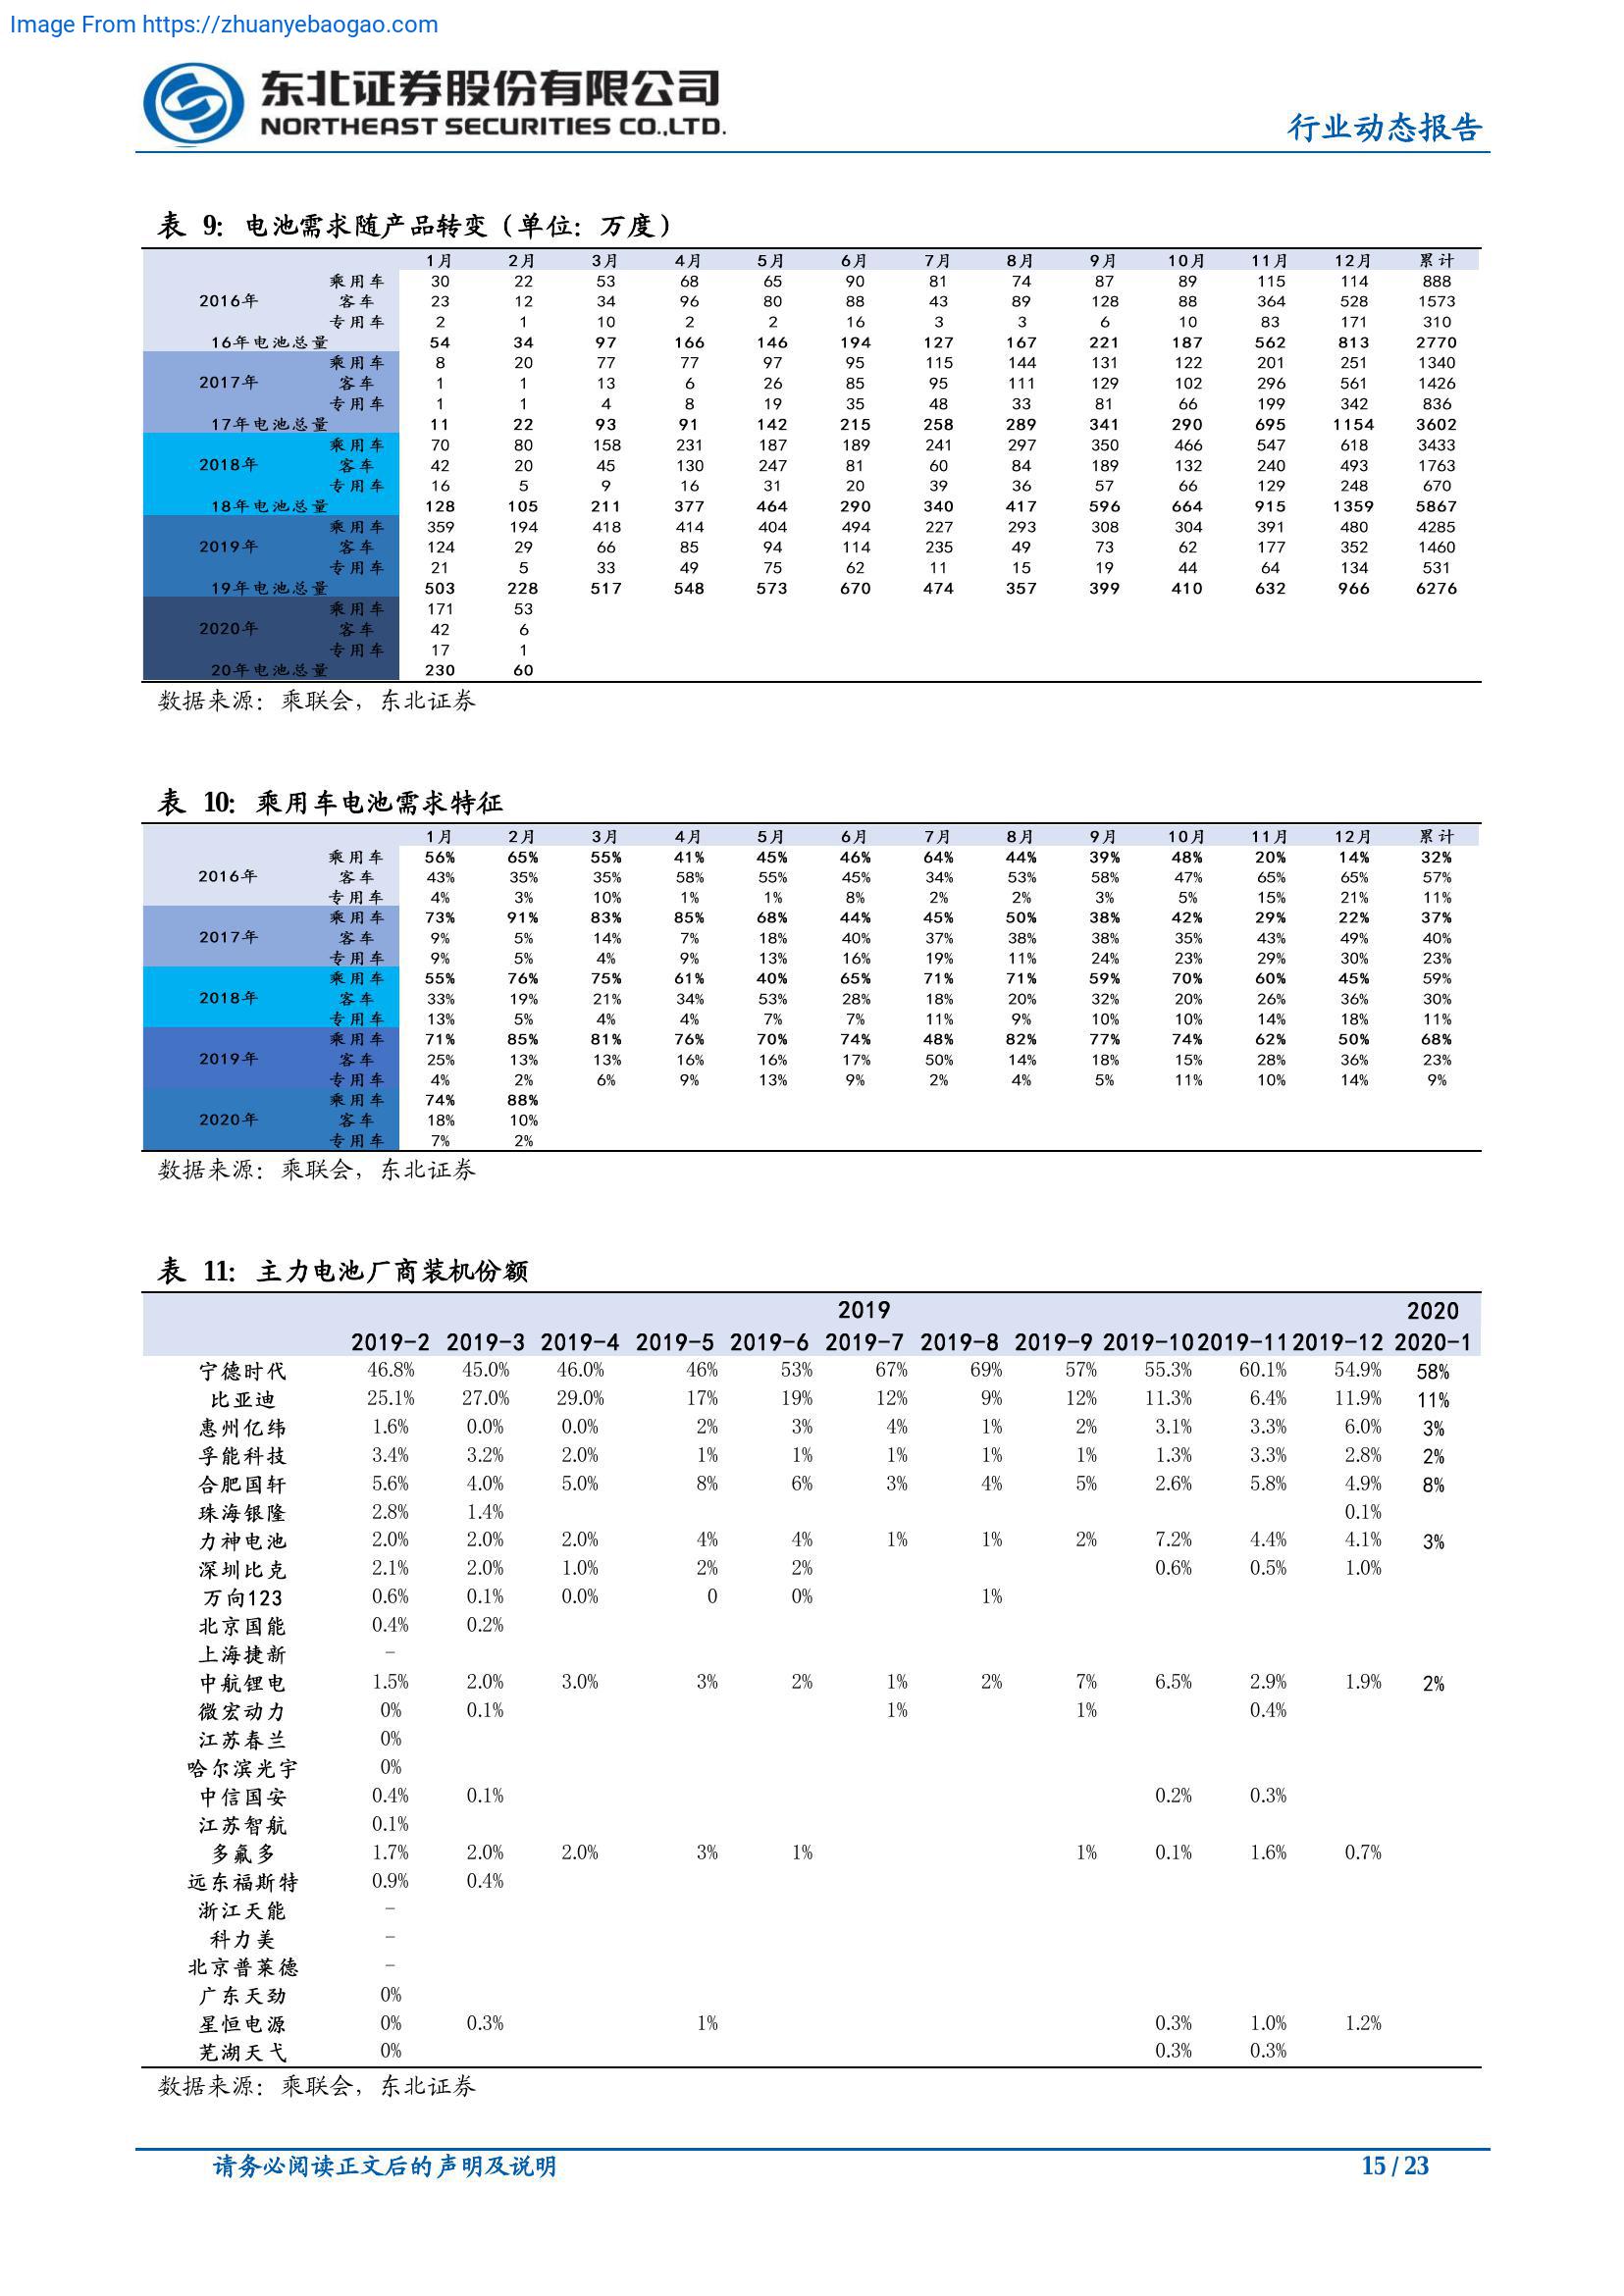 Image From https://zhuanyebaogao.com
东北证券股份有限公司
NORTHEAST SECURITIES CO.,LTD.
行业动态报告
表 9: 电池需求随产品转变（单位：万度）
1月 2月 3月 4月 5月 6月 7月 8月 9月 10月 11月 12月 累计
乘用车 30 22 53 68 65 90 81 74 87 89 115 114 888
2016年 客车 23 12 34 96 80 88 43 89 128 88 364 528 1573
专用车 2 1 10 2 2 16 3 3 6 10 83 171 310
16年电池总量 54 34 97 166 146 194 127 167 221 187 562 813 2770
乘用车 8 20 77 77 97 95 115 144 131 122 201 251 1340
2017年 客车 1 1 13 6 26 85 95 111 129 102 296 561 1426
专用车 1 1 4 8 19 35 48 33 81 66 199 342 836
17年电池总量 11 22 93 91 142 215 258 289 341 290 695 1154 3602
乘用车 70 80 158 231 187 189 241 297 350 466 547 618 3433
2018年 客车 42 20 45 130 247 81 60 84 189 132 240 493 1763
专用车 16 5 9 16 31 20 39 36 57 66 129 248 670
18年电池总量 128 105 211 377 464 290 340 417 596 664 915 1359 5867
乘用车 359 194 418 414 404 494 227 293 308 304 391 480 4285
2019年 客车 124 29 66 85 94 114 235 49 73 62 177 352 1460
专用车 21 5 33 49 75 62 11 15 19 44 64 134 531
19年电池总量 503 228 517 548 573 670 474 357 399 410 632 966 6276
乘用车 171 53
2020年 客车 42 6
专用车 17 1
20年电池总量 230 60
数据来源：乘联会，东北证券
表 10: 乘用车电池需求特征
1月 2月 3月 4月 5月 6月 7月 8月 9月 10月 11月 12月 累计
乘用车 56% 65% 55% 41% 45% 46% 64% 44% 39% 48% 20% 14% 32%
2016年 客车 43% 35% 35% 58% 55% 45% 34% 53% 58% 47% 65% 65% 57%
专用车 4% 3% 10% 1% 1% 8% 2% 2% 3% 5% 15% 21% 11%
乘用车 73% 91% 83% 85% 68% 44% 45% 50% 38% 42% 29% 22% 37%
2017年 客车 9% 5% 14% 7% 18% 40% 37% 38% 38% 35% 43% 49% 40%
专用车 9% 5% 4% 9% 13% 16% 19% 11% 24% 23% 29% 30% 23%
乘用车 55% 76% 75% 61% 40% 65% 71% 71% 59% 70% 60% 45% 59%
2018年 客车 33% 19% 21% 34% 53% 28% 18% 20% 32% 20% 26% 36% 30%
专用车 13% 5% 4% 4% 7% 7% 11% 9% 10% 10% 14% 18% 11%
乘用车 71% 85% 81% 76% 70% 74% 48% 82% 77% 74% 62% 50% 68%
2019年 客车 25% 13% 13% 16% 16% 17% 50% 14% 18% 15% 28% 36% 23%
专用车 4% 2% 6% 9% 13% 9% 2% 4% 5% 11% 10% 14% 9%
乘用车 74% 88%
2020年 客车 18% 10%
专用车 7% 2%
数据来源：乘联会，东北证券
表 11: 主力电池厂商装机份额
2019 2020
2019-2 2019-3 2019-4 2019-5 2019-6 2019-7 2019-8 2019-9 2019-10 2019-11 2019-12 2020-1
宁德时代 46.8% 45.0% 46.0% 46% 53% 67% 69% 57% 55.3% 60.1% 54.9% 58%
比亚迪 25.1% 27.0% 29.0% 17% 19% 12% 9% 12% 11.3% 6.4% 11.9% 11%
惠州亿纬 1.6% 0.0% 0.0% 2% 3% 4% 1% 2% 3.1% 3.3% 6.0% 3%
孚能科技 3.4% 3.2% 2.0% 1% 1% 1% 1% 1% 1.3% 3.3% 2.8% 2%
合肥国轩 5.6% 4.0% 5.0% 8% 6% 3% 4% 5% 2.6% 5.8% 4.9% 8%
珠海银隆 2.8% 1.4% 0.1%
力神电池 2.0% 2.0% 2.0% 4% 4% 1% 1% 2% 7.2% 4.4% 4.1% 3%
深圳比克 2.1% 2.0% 1.0% 2% 2% 0.6% 0.5% 1.0%
万向123 0.6% 0.1% 0.0% 0 0% 1%
北京国能 0.4% 0.2%
上海捷新 -
中航锂电 1.5% 2.0% 3.0% 3% 2% 1% 2% 7% 6.5% 2.9% 1.9% 2%
微宏动力 0% 0.1% 1% 1% 0.4%
江苏春兰 0%
哈尔滨光宇 0%
中信国安 0.4% 0.1% 0.2% 0.3%
江苏智航 0.1%
多氟多 1.7% 2.0% 2.0% 3% 1% 1% 0.1% 1.6% 0.7%
远东福斯特 0.9% 0.4%
浙江天能 -
科力美 -
北京普莱德 -
广东天劲 0%
星恒电源 0% 0.3% 1% 0.3% 1.0% 1.2%
芜湖天弋 0% 0.3% 0.3%
数据来源：乘联会，东北证券
请务必阅读正文后的声明及说明 15 / 23